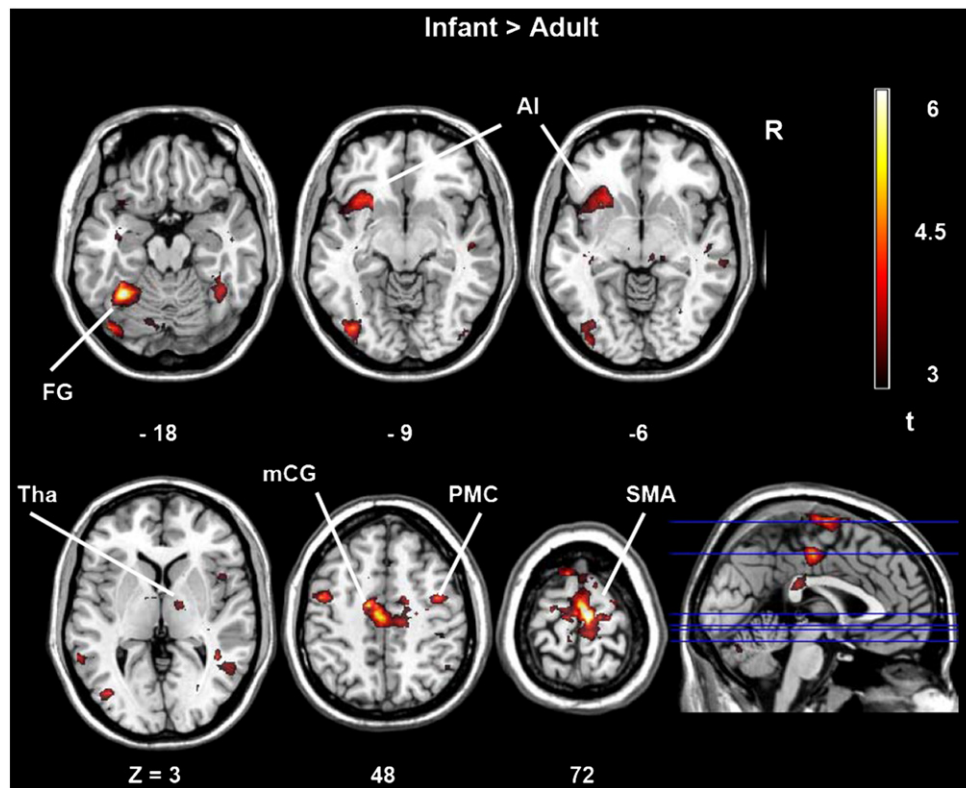 Infant > Adult
AI
R
6
4.5
3
t
FG
- 18
- 9
-6
Tha
mCG
PMC
SMA
Z = 3
48
72